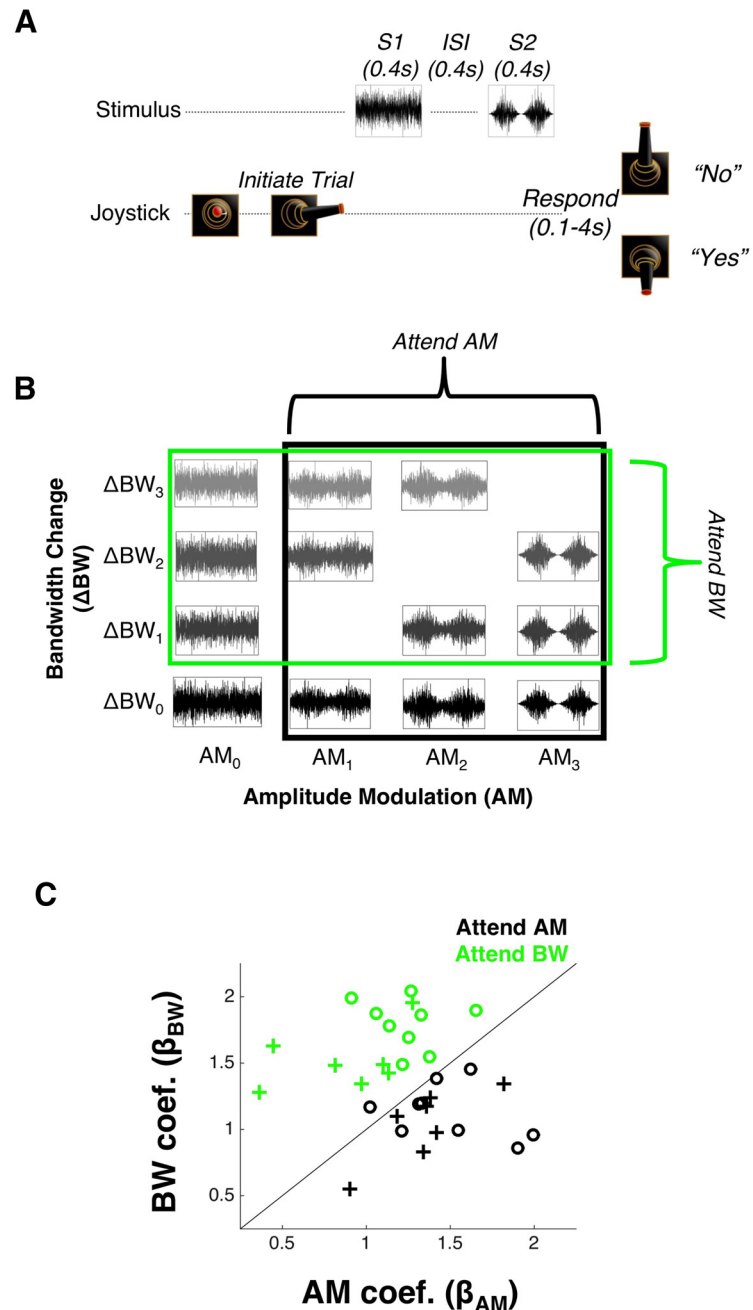 A
S1 ISI S2
(0.4s) (0.4s) (0.4s)
Stimulus
Initiate Trial
Joystick
Respond
(0.1-4s)
“No”
“Yes”
Attend AM
B
Bandwidth Change
(ΔBW)
ΔBW3
ΔBW2
ΔBW1
ΔBW0
Attend BW
AM0 AM1 AM2 AM3
Amplitude Modulation (AM)
C
Attend AM
Attend BW
BW coef. (βBW)
2
1.5
1
0.5
0.5 1 1.5 2
AM coef. (βAM)